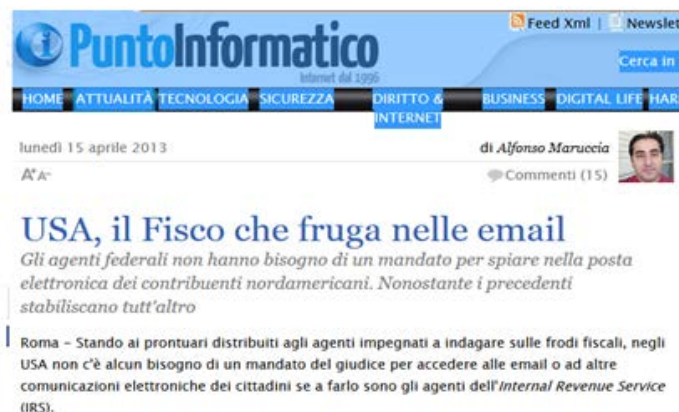 Feed Xml | Newslet
PuntoInformatico
Internet dal 1996
Cerca in
HOME ATTUALITÀ TECNOLOGIA SICUREZZA DIRITTO & INTERNET BUSINESS DIGITAL LIFE HAR
lunedì 15 aprile 2013
di Alfonso Maruccia
A+ A-
Commenti (15)
USA, il Fisco che fruga nelle email
Gli agenti federali non hanno bisogno di un mandato per spiare nella posta
elettronica dei contribuenti nordamericani. Nonostante i precedenti
stabiliscano tutt'altro
Roma – Stando ai prontuari distribuiti agli agenti impegnati a indagare sulle frodi fiscali, negli
USA non c'è alcun bisogno di un mandato del giudice per accedere alle email o ad altre
comunicazioni elettroniche dei cittadini se a farlo sono gli agenti dell'Internal Revenue Service
(IRS).